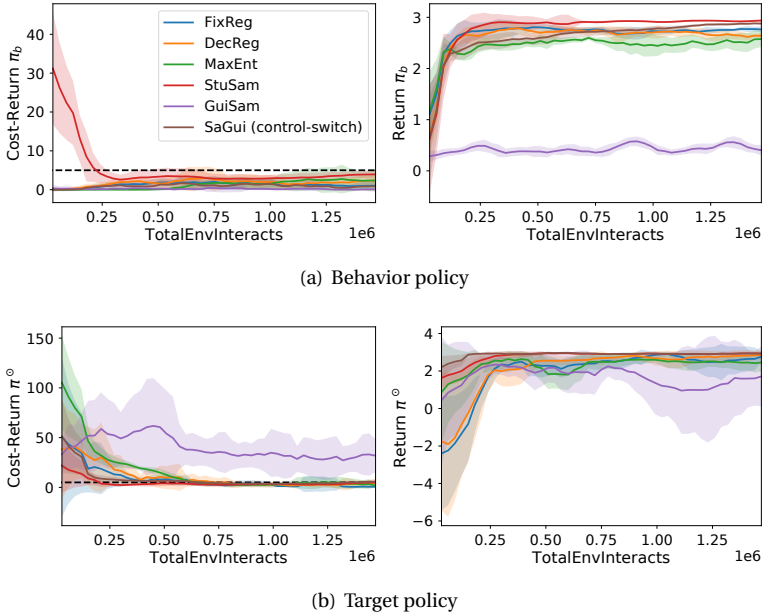 Cost-Return π_b
40
30
20
10
0
FixReg
DecReg
MaxEnt
StuSam
GuiSam
SaGui (control-switch)
0.25 0.50 0.75 1.00 1.25
1e6
TotalEnvInteracts
Return π_b
3
2
1
0
0.25 0.50 0.75 1.00 1.25
1e6
TotalEnvInteracts
(a) Behavior policy
Cost-Return π^⊙
150
100
50
0
0.25 0.50 0.75 1.00 1.25
1e6
TotalEnvInteracts
Return π^⊙
4
2
0
−2
−4
−6
0.25 0.50 0.75 1.00 1.25
1e6
TotalEnvInteracts
(b) Target policy